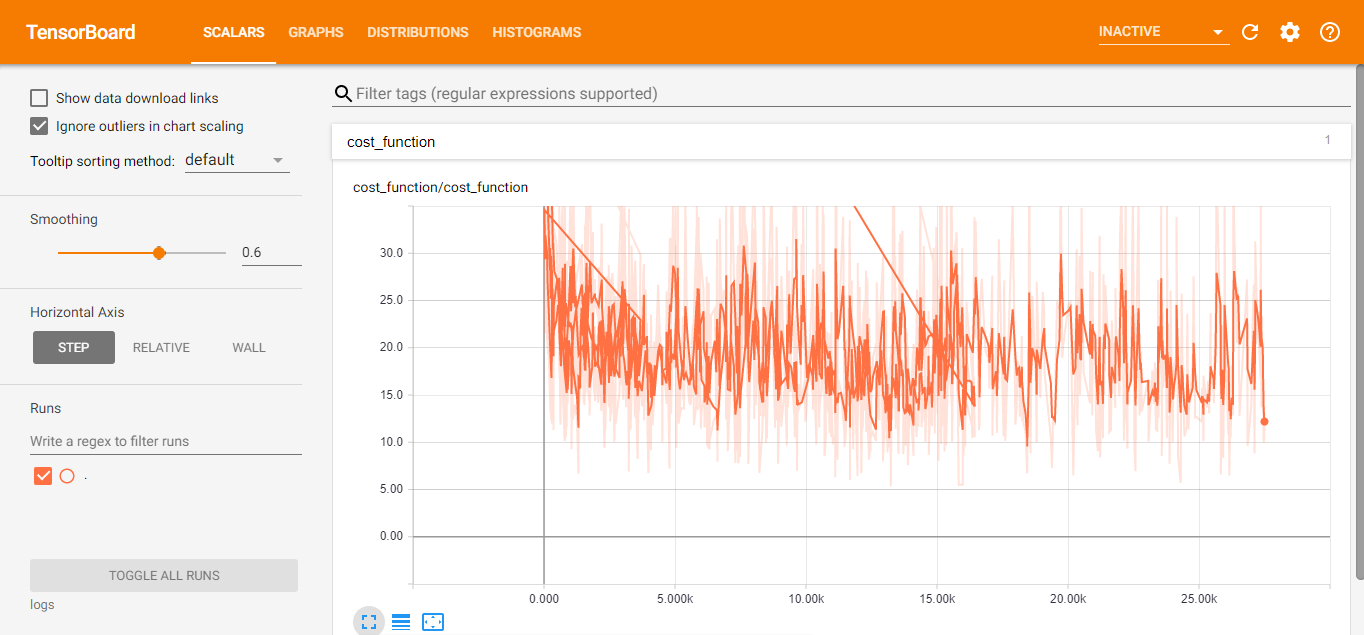 TensorBoard
SCALARS GRAPHS DISTRIBUTIONS HISTOGRAMS
INACTIVE
Show data download links
Ignore outliers in chart scaling
Tooltip sorting method: default
Smoothing
0.6
Horizontal Axis
STEP RELATIVE WALL
Runs
Write a regex to filter runs
.
TOGGLE ALL RUNS
logs
Filter tags (regular expressions supported)
cost_function 1
cost_function/cost_function
30.0
25.0
20.0
15.0
10.0
5.00
0.00
0.000 5.000k 10.00k 15.00k 20.00k 25.00k